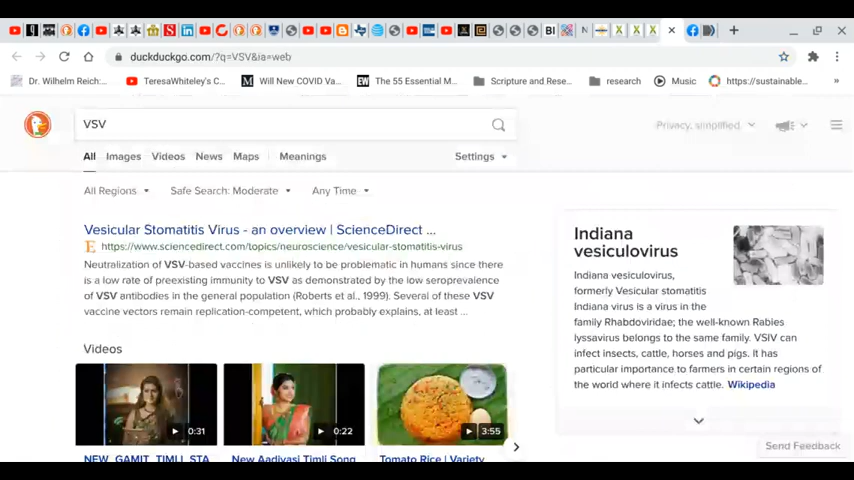 duckduckgo.com/?q=VSV&ia=web
Dr. Wilhelm Reich:...
TeresaWhiteley's C...
Will New COVID Va...
The 55 Essential M...
Scripture and Rese...
research
Music
https://sustainable...
VSV
Privacy, simplified.
All
Images
Videos
News
Maps
Meanings
Settings
All Regions
Safe Search: Moderate
Any Time
Vesicular Stomatitis Virus - an overview | ScienceDirect ...
https://www.sciencedirect.com/topics/neuroscience/vesicular-stomatitis-virus
Neutralization of VSV-based vaccines is unlikely to be problematic in humans since there
is a low rate of preexisting immunity to VSV as demonstrated by the low seroprevalence
of VSV antibodies in the general population (Roberts et al., 1999). Several of these VSV
vaccine vectors remain replication-competent, which probably explains, at least ...
Videos
0:31
0:22
3:55
NEW GAMIT TIMLI STA
New Aadivasi Timli Song
Tomato Rice | Variety
Indiana
vesiculovirus
Indiana vesiculovirus,
formerly Vesicular stomatitis
Indiana virus is a virus in the
family Rhabdoviridae; the well-known Rabies
lyssavirus belongs to the same family. VSIV can
infect insects, cattle, horses and pigs. It has
particular importance to farmers in certain regions of
the world where it infects cattle. Wikipedia
Send Feedback